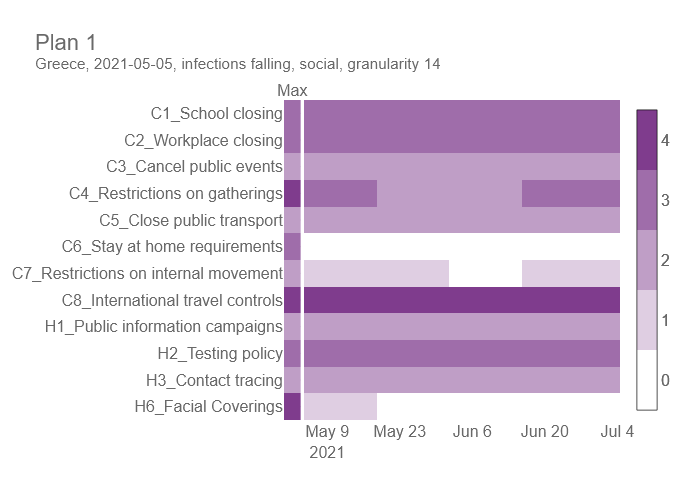 Plan 1
Greece, 2021-05-05, infections falling, social, granularity 14
Max
C1_School closing
C2_Workplace closing
C3_Cancel public events
C4_Restrictions on gatherings
C5_Close public transport
C6_Stay at home requirements
C7_Restrictions on internal movement
C8_International travel controls
H1_Public information campaigns
H2_Testing policy
H3_Contact tracing
H6_Facial Coverings
May 9 May 23 Jun 6 Jun 20 Jul 4
2021
4
3
2
1
0